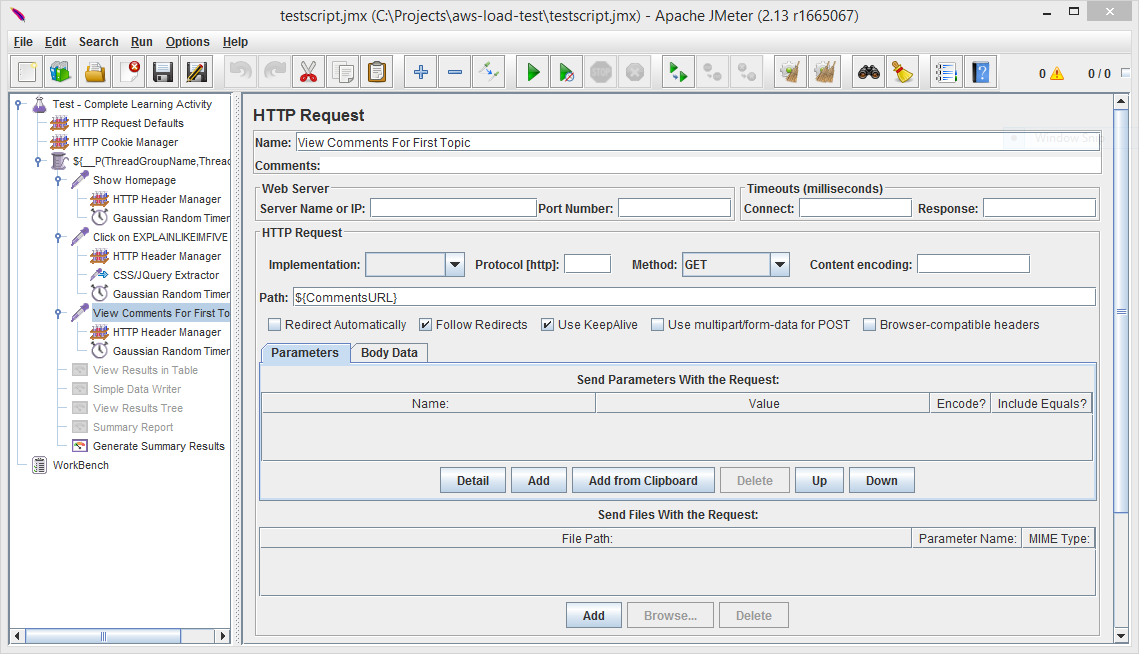 testscript.jmx (C:\Projects\aws-load-test\testscript.jmx) - Apache JMeter (2.13 r1665067)
File Edit Search Run Options Help
0 0 / 0
Test - Complete Learning Activity
HTTP Request Defaults
HTTP Cookie Manager
${__P(ThreadGroupName,Thread
Show Homepage
HTTP Header Manager
Gaussian Random Timer
Click on EXPLAINLIKEIMFIVE
HTTP Header Manager
CSS/JQuery Extractor
Gaussian Random Timer
View Comments For First To
HTTP Header Manager
Gaussian Random Timer
View Results in Table
Simple Data Writer
View Results Tree
Summary Report
Generate Summary Results
WorkBench
HTTP Request
Name: View Comments For First Topic
Window Snip
Comments:
Web Server
Timeouts (milliseconds)
Server Name or IP: Port Number: Connect: Response:
HTTP Request
Implementation: Protocol [http]: Method: GET Content encoding:
Path: ${CommentsURL}
Redirect Automatically Follow Redirects Use KeepAlive Use multipart/form-data for POST Browser-compatible headers
Parameters Body Data
Send Parameters With the Request:
Name: Value Encode? Include Equals?
Detail Add Add from Clipboard Delete Up Down
Send Files With the Request:
File Path: Parameter Name: MIME Type:
Add Browse... Delete